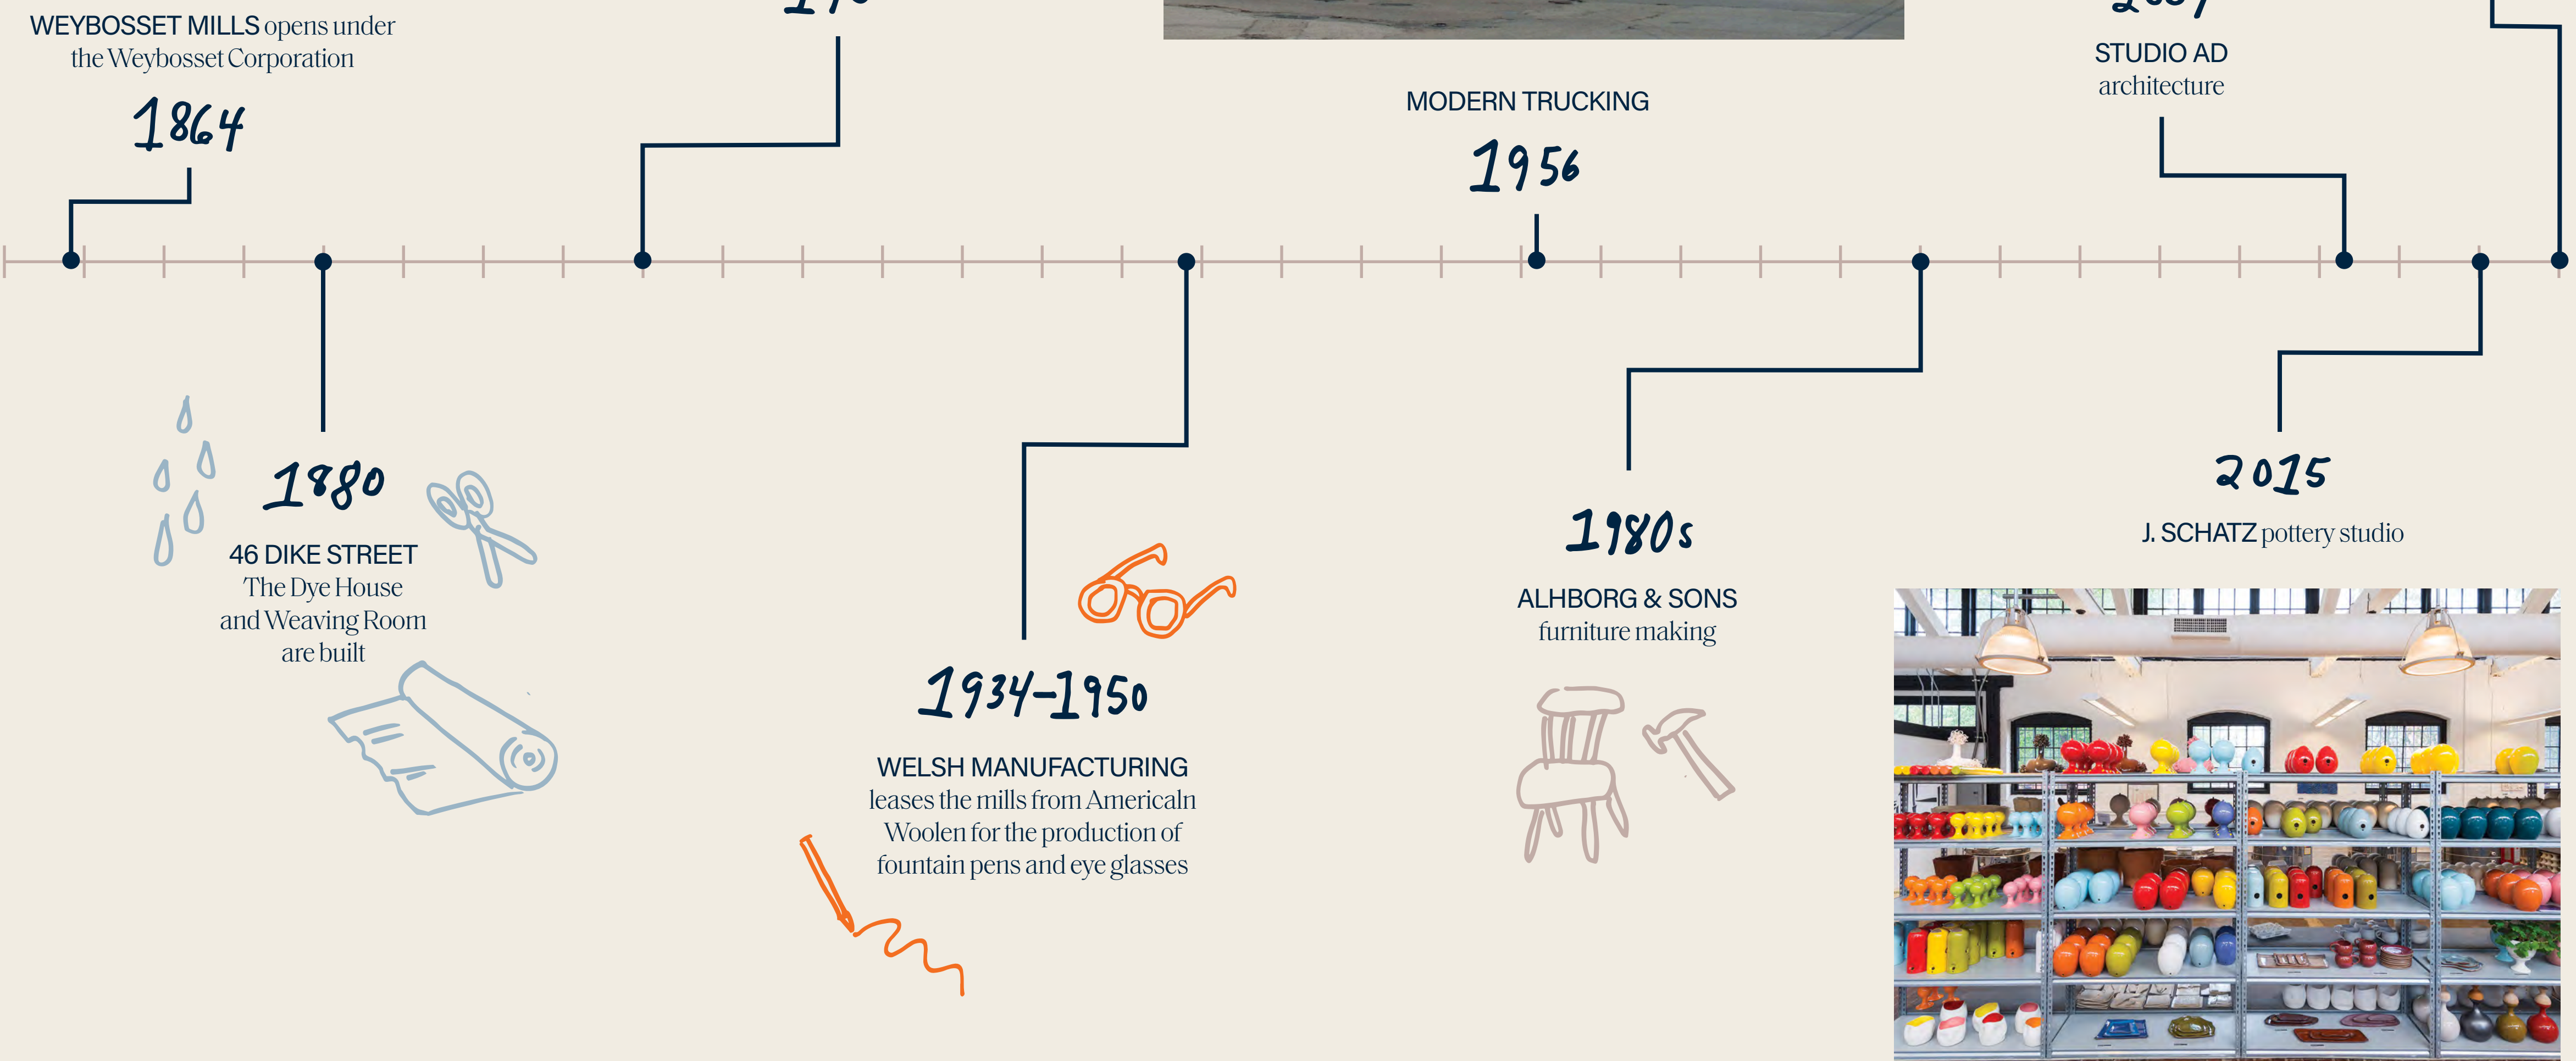 WEYBOSSET MILLS opens under
the Weybosset Corporation
1864
MODERN TRUCKING
1956
STUDIO AD
architecture
1880
46 DIKE STREET
The Dye House
and Weaving Room
are built
1934-1950
WELSH MANUFACTURING
leases the mills from Americaln
Woolen for the production of
fountain pens and eye glasses
1980s
ALHBORG & SONS
furniture making
2015
J. SCHATZ pottery studio